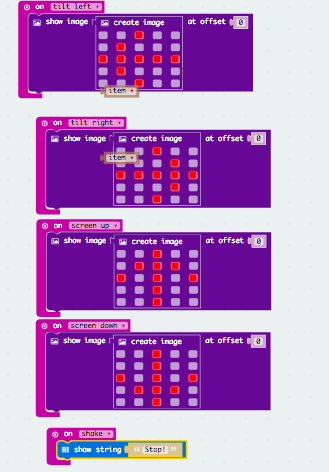 on tilt left
show image create image at offset 0
item
on tilt right
show image create image at offset 0
item
on screen up
show image create image at offset 0
on screen down
show image create image at offset 0
on shake
show string “ Stop! ”